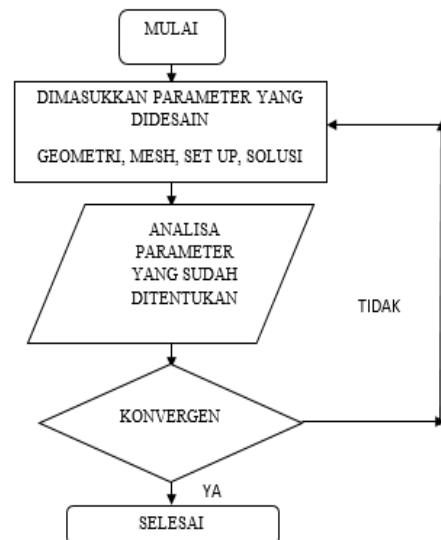 MULAI
DIMASUKKAN PARAMETER YANG
DIDESAIN
GEOMETRI, MESH, SET UP, SOLUSI
ANALISA
PARAMETER
YANG SUDAH
DITENTUKAN
TIDAK
KONVERGEN
YA
SELESAI